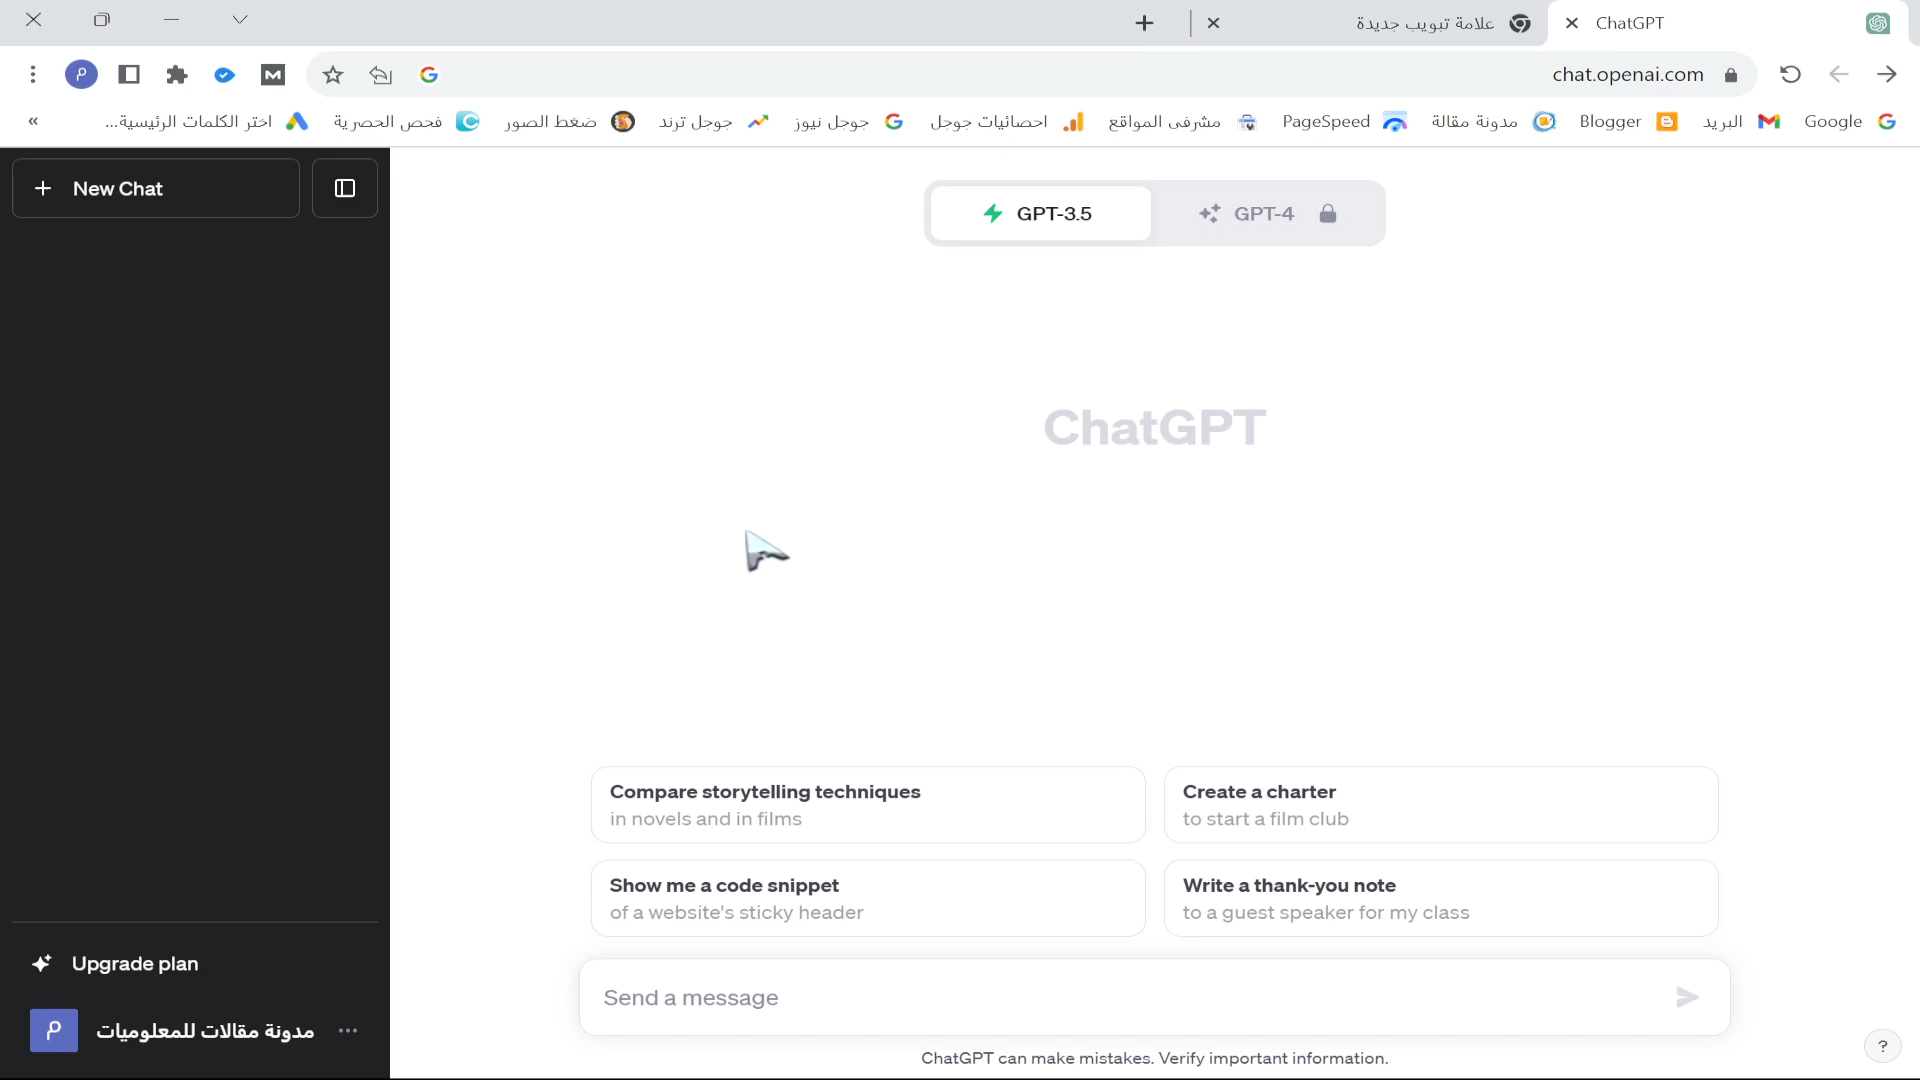 ChatGPT
علامة تبويب جديدة
chat.openai.com
Google
البريد
Blogger
مدونة مقالة
PageSpeed
مشرفى المواقع
احصائيات جوجل
جوجل نيوز
جوجل ترند
ضغط الصور
فحص الحصرية
اختر الكلمات الرئيسية...
New Chat
GPT-3.5
GPT-4
ChatGPT
Compare storytelling techniques
in novels and in films
Create a charter
to start a film club
Show me a code snippet
of a website's sticky header
Write a thank-you note
to a guest speaker for my class
Upgrade plan
Send a message
م
مدونة مقالات للمعلوميات
ChatGPT can make mistakes. Verify important information.
?